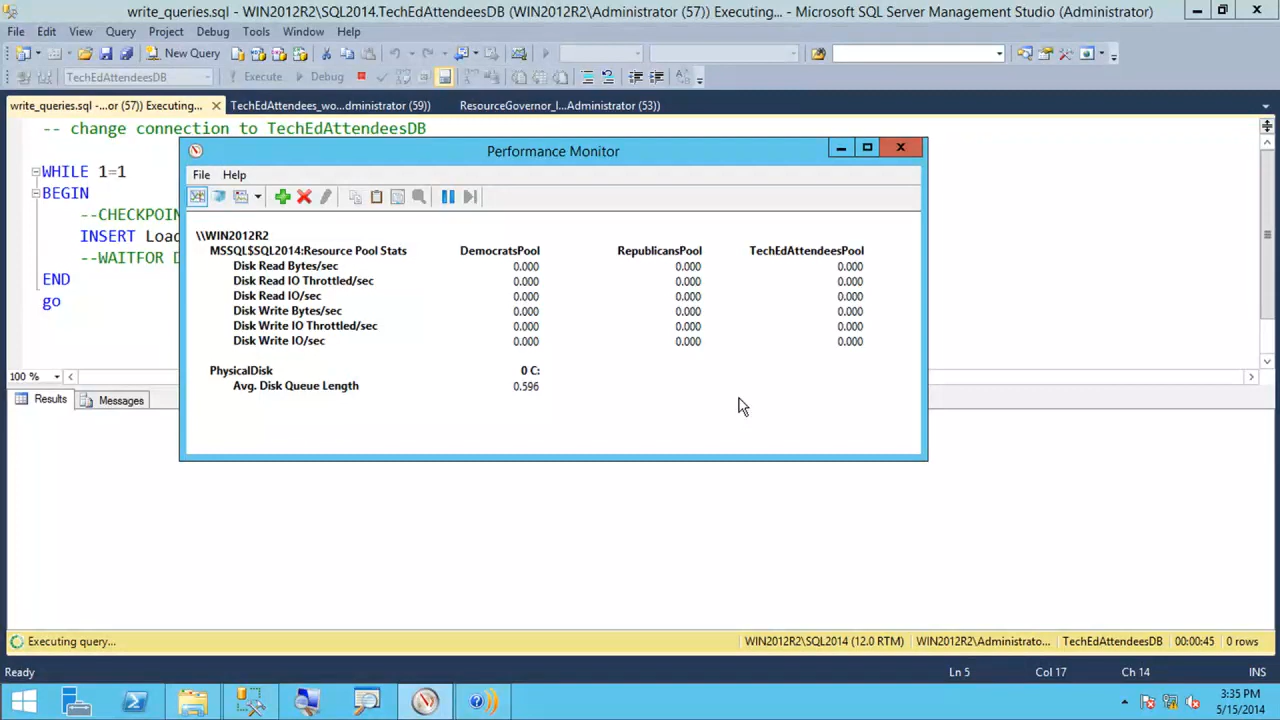 write_queries.sql - WIN2012R2\SQL2014.TechEdAttendeesDB (WIN2012R2\Administrator (57)) Executing... - Microsoft SQL Server Management Studio (Administrator)
File Edit View Query Project Debug Tools Window Help
New Query
TechEdAttendeesDB Execute Debug
write_queries.sql -...or (57)) Executing... TechEdAttendees_wo...dministrator (59)) ResourceGovernor_I...Administrator (53))
-- change connection to TechEdAttendeesDB
WHILE 1=1
BEGIN
--CHECKPOIN
INSERT Loa
--WAITFOR D
END
go
100 %
Results Messages
Performance Monitor
File Help
\\WIN2012R2
MSSQL$SQL2014:Resource Pool Stats DemocratsPool RepublicansPool TechEdAttendeesPool
Disk Read Bytes/sec 0.000 0.000 0.000
Disk Read IO Throttled/sec 0.000 0.000 0.000
Disk Read IO/sec 0.000 0.000 0.000
Disk Write Bytes/sec 0.000 0.000 0.000
Disk Write IO Throttled/sec 0.000 0.000 0.000
Disk Write IO/sec 0.000 0.000 0.000
PhysicalDisk 0 C:
Avg. Disk Queue Length 0.596
Executing query... WIN2012R2\SQL2014 (12.0 RTM) WIN2012R2\Administrato... TechEdAttendeesDB 00:00:45 0 rows
Ready Ln 5 Col 17 Ch 14 INS
3:35 PM
5/15/2014